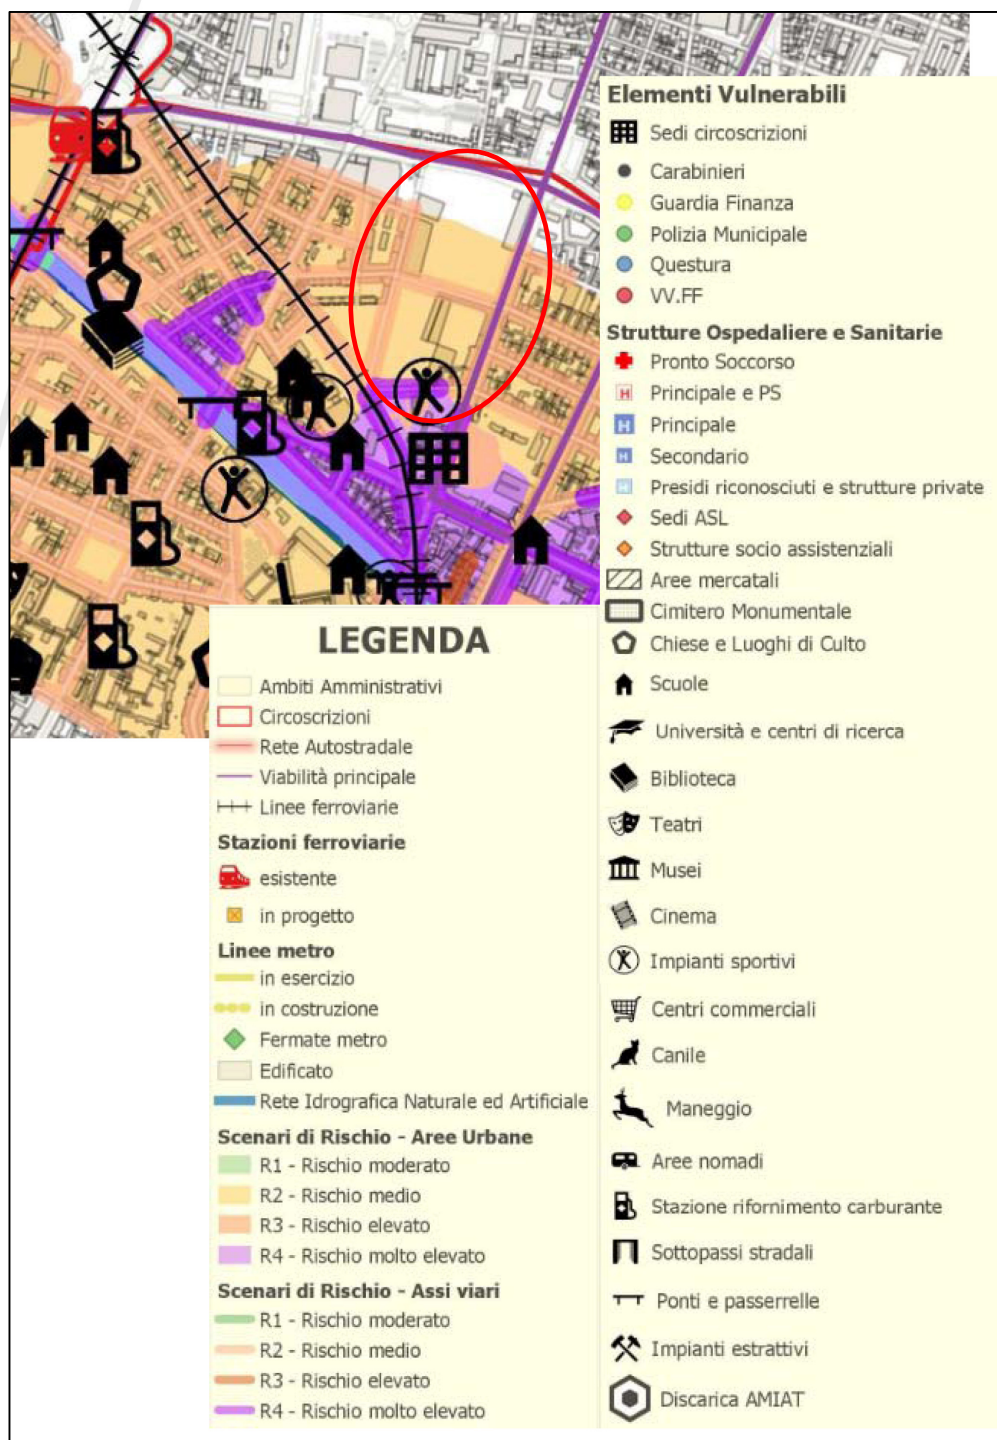 Elementi Vulnerabili
Sedi circoscrizioni
Carabinieri
Guardia Finanza
Polizia Municipale
Questura
VV.FF
Strutture Ospedaliere e Sanitarie
Pronto Soccorso
H Principale e PS
H Principale
H Secondario
H Presidi riconosciuti e strutture private
Sedi ASL
Strutture socio assistenziali
Aree mercatali
Cimitero Monumentale
Chiese e Luoghi di Culto
Scuole
Università e centri di ricerca
Biblioteca
Teatri
Musei
Cinema
Impianti sportivi
Centri commerciali
Canile
Maneggio
Aree nomadi
Stazione rifornimento carburante
Sottopassi stradali
Ponti e passerrelle
Impianti estrattivi
Discarica AMIAT
LEGENDA
Ambiti Amministrativi
Circoscrizioni
Rete Autostradale
Viabilità principale
Linee ferroviarie
Stazioni ferroviarie
esistente
in progetto
Linee metro
in esercizio
in costruzione
Fermate metro
Edificato
Rete Idrografica Naturale ed Artificiale
Scenari di Rischio - Aree Urbane
R1 - Rischio moderato
R2 - Rischio medio
R3 - Rischio elevato
R4 - Rischio molto elevato
Scenari di Rischio - Assi viari
R1 - Rischio moderato
R2 - Rischio medio
R3 - Rischio elevato
R4 - Rischio molto elevato